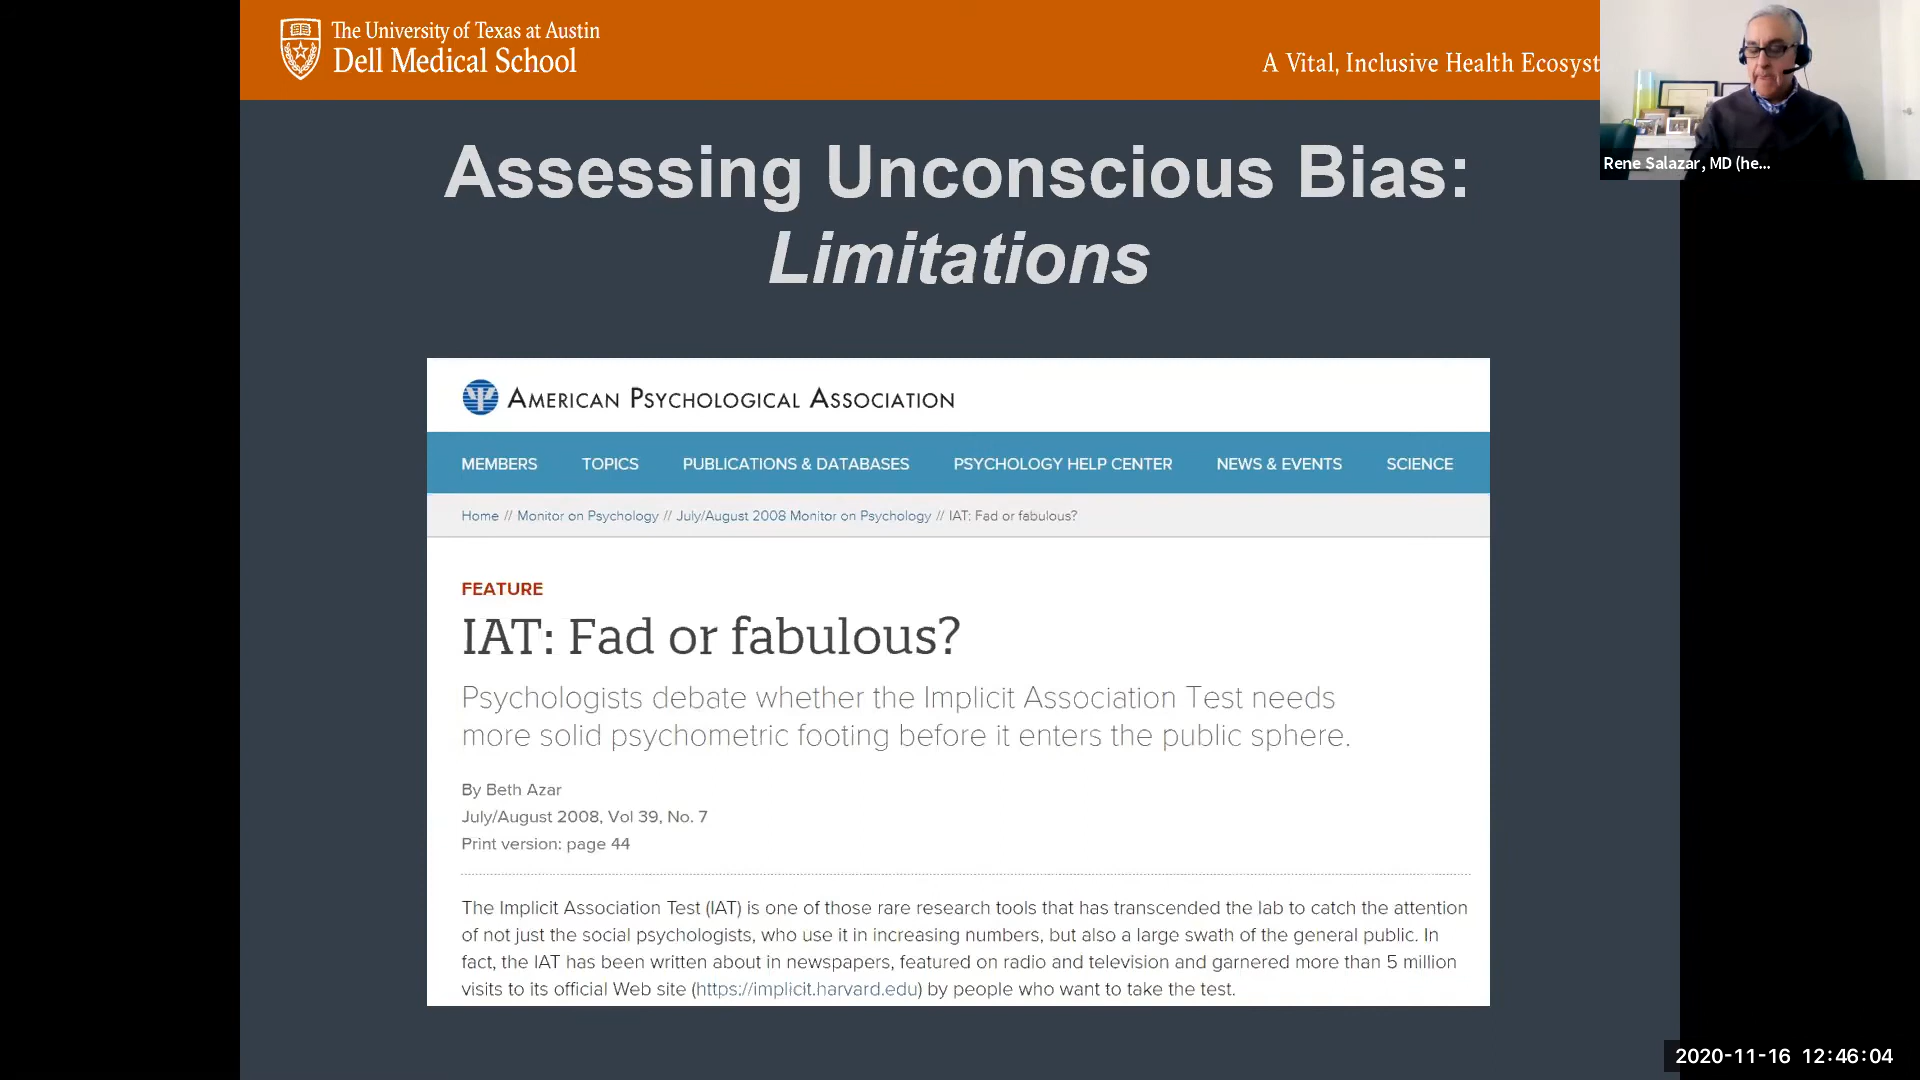 The University of Texas at Austin
Dell Medical School
A Vital, Inclusive Health Ecosyst
Rene Salazar, MD (he...
Assessing Unconscious Bias:
Limitations
AMERICAN PSYCHOLOGICAL ASSOCIATION
MEMBERS TOPICS PUBLICATIONS & DATABASES PSYCHOLOGY HELP CENTER NEWS & EVENTS SCIENCE
Home // Monitor on Psychology // July/August 2008 Monitor on Psychology // IAT: Fad or fabulous?
FEATURE
IAT: Fad or fabulous?
Psychologists debate whether the Implicit Association Test needs
more solid psychometric footing before it enters the public sphere.
By Beth Azar
July/August 2008, Vol 39, No. 7
Print version: page 44
The Implicit Association Test (IAT) is one of those rare research tools that has transcended the lab to catch the attention
of not just the social psychologists, who use it in increasing numbers, but also a large swath of the general public. In
fact, the IAT has been written about in newspapers, featured on radio and television and garnered more than 5 million
visits to its official Web site (https://implicit.harvard.edu) by people who want to take the test.
2020-11-16 12:46:04